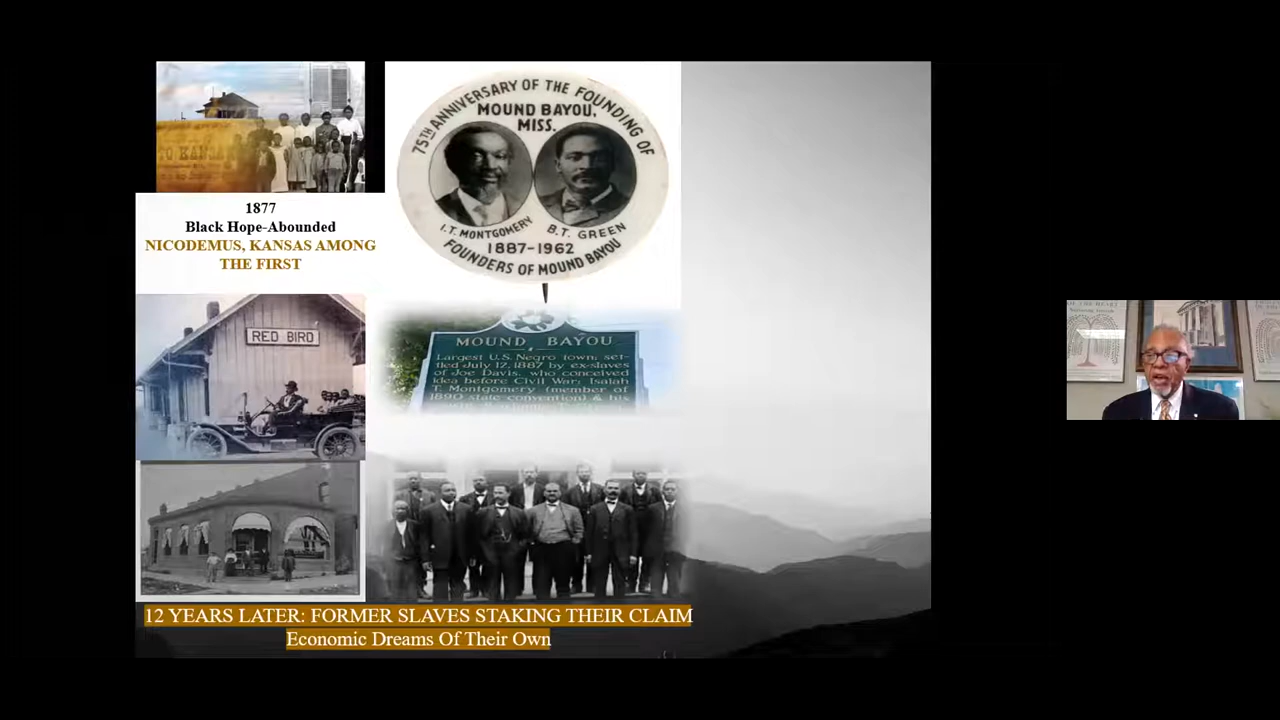 TO KANSAS
1877
Black Hope-Abounded
NICODEMUS, KANSAS AMONG
THE FIRST
RED BIRD
75TH ANNIVERSARY OF THE FOUNDING OF
MOUND BAYOU,
MISS.
I.T. MONTGOMERY B.T. GREEN
1887-1962
FOUNDERS OF MOUND BAYOU
MOUND BAYOU
Largest U.S. Negro town; set-
tled July 12, 1887 by ex-slaves
of Joe Davis, who conceived
idea before Civil War; Isaiah
T. Montgomery (member of
1890 state convention) & his
12 YEARS LATER: FORMER SLAVES STAKING THEIR CLAIM
Economic Dreams Of Their Own